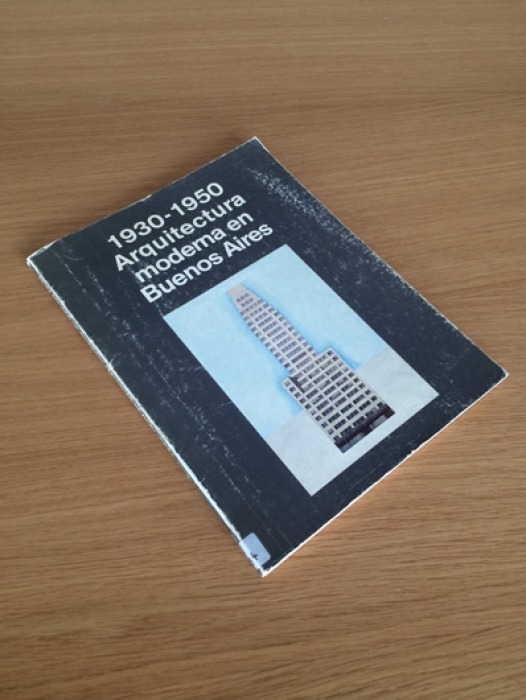 1930-1950
Arquitectura
moderna en
Buenos Aires